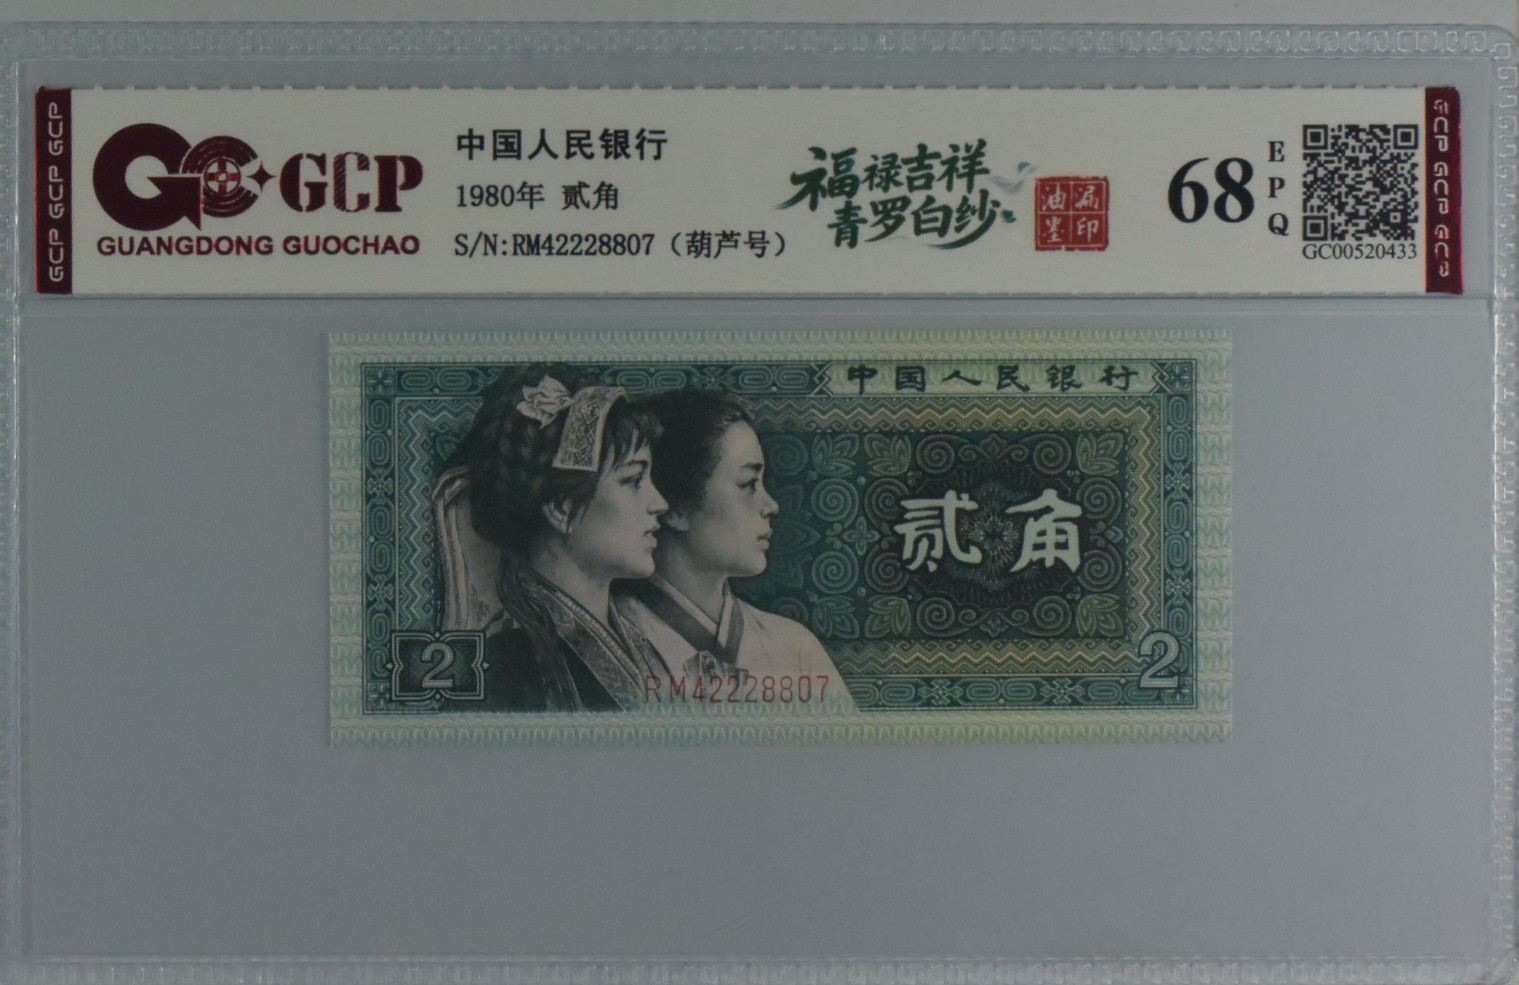 GCP GCP GCP
GC GCP
GUANGDONG GUOCHAO
中国人民银行
1980年 贰角
S/N:RM42228807（葫芦号）
福禄吉祥
青罗白纱
漏印
油墨
68
EPQ
GC00520433
GCP GCP GCP
中国人民银行
贰角
2
2
RM42228807